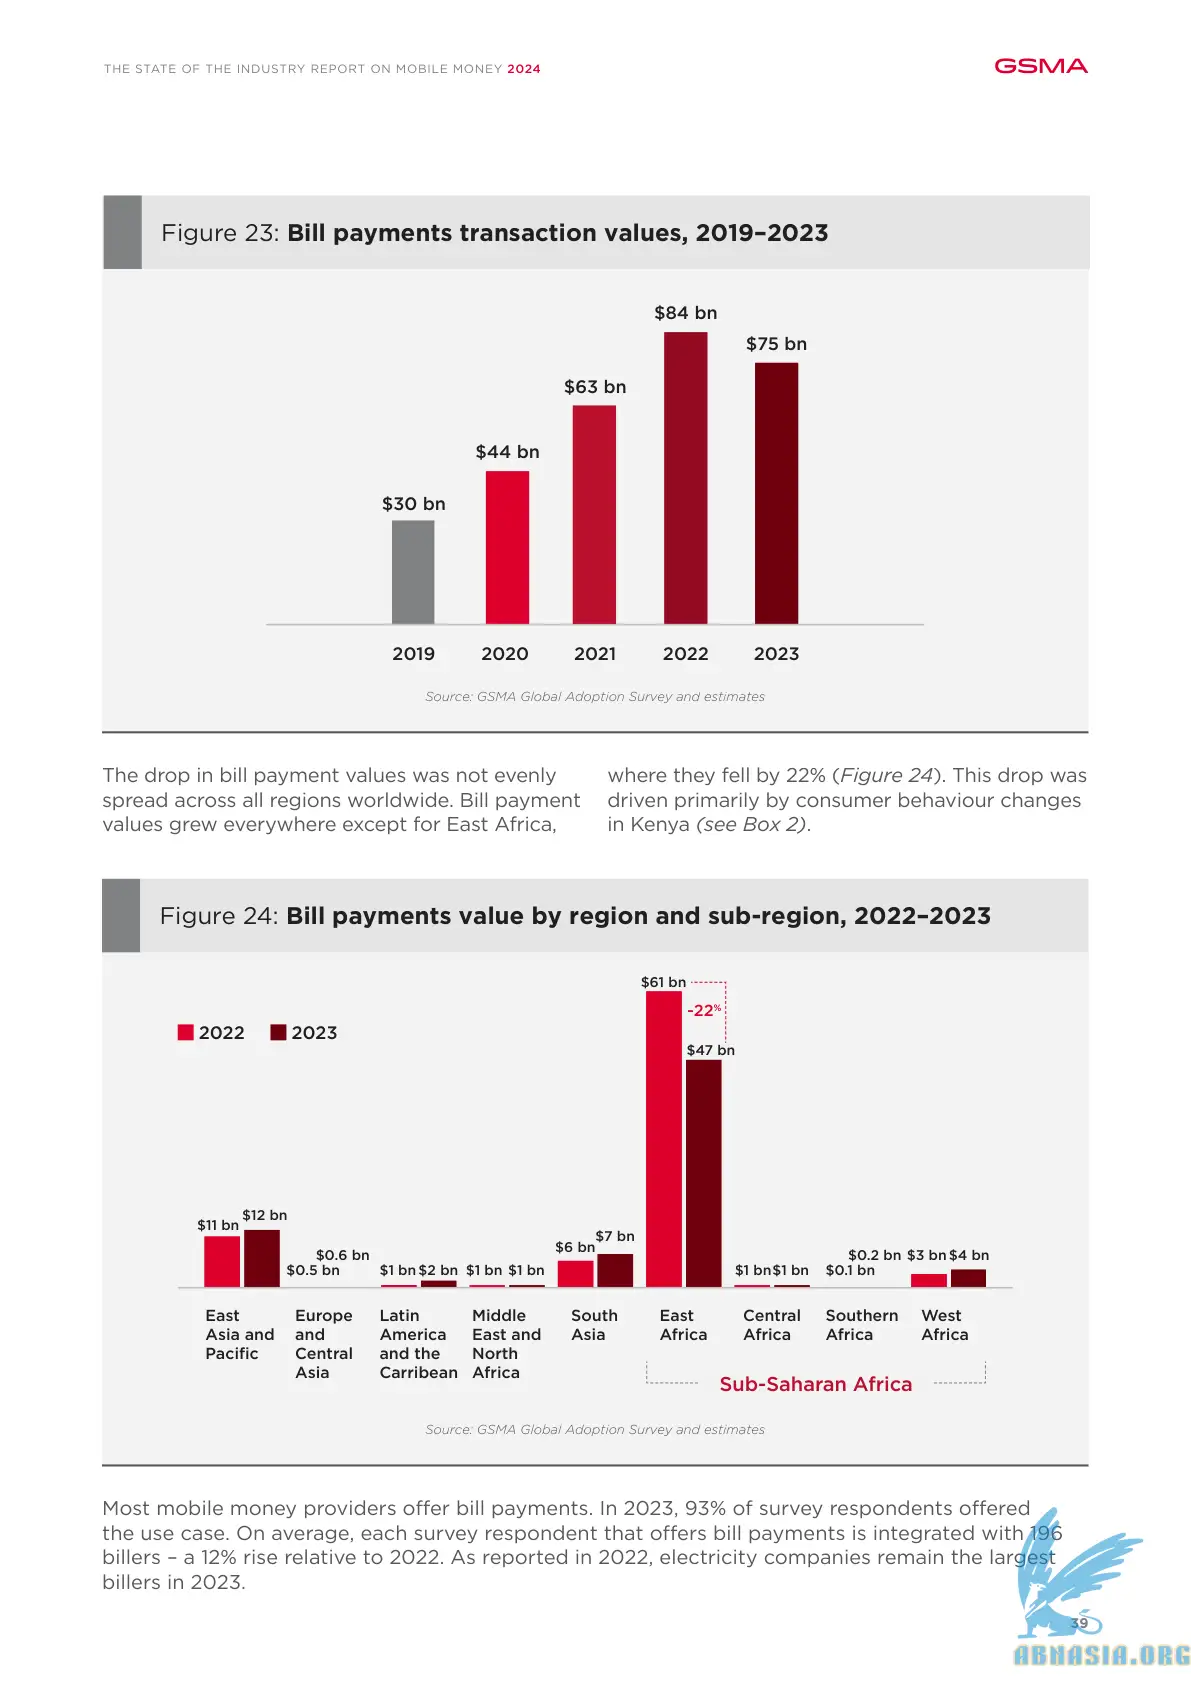 THE STATE OF THE INDUSTRY REPORT ON MOBILE MONEY 2024
GSMA
Figure 23: Bill payments transaction values, 2019–2023
$84 bn
$75 bn
$63 bn
$44 bn
$30 bn
2019 2020 2021 2022 2023
Source: GSMA Global Adoption Survey and estimates
The drop in bill payment values was not evenly
spread across all regions worldwide. Bill payment
values grew everywhere except for East Africa,
where they fell by 22% (Figure 24). This drop was
driven primarily by consumer behaviour changes
in Kenya (see Box 2).
Figure 24: Bill payments value by region and sub-region, 2022–2023
2022 2023
$61 bn
-22%
$47 bn
$11 bn
$12 bn
$0.5 bn
$0.6 bn
$1 bn
$2 bn
$1 bn
$1 bn
$6 bn
$7 bn
$1 bn
$1 bn
$0.1 bn
$0.2 bn
$3 bn
$4 bn
East
Asia and
Pacific
Europe
and
Central
Asia
Latin
America
and the
Carribean
Middle
East and
North
Africa
South
Asia
East
Africa
Central
Africa
Southern
Africa
West
Africa
Sub-Saharan Africa
Source: GSMA Global Adoption Survey and estimates
Most mobile money providers offer bill payments. In 2023, 93% of survey respondents offered
the use case. On average, each survey respondent that offers bill payments is integrated with 196
billers – a 12% rise relative to 2022. As reported in 2022, electricity companies remain the largest
billers in 2023.
39
ABNASIA.ORG